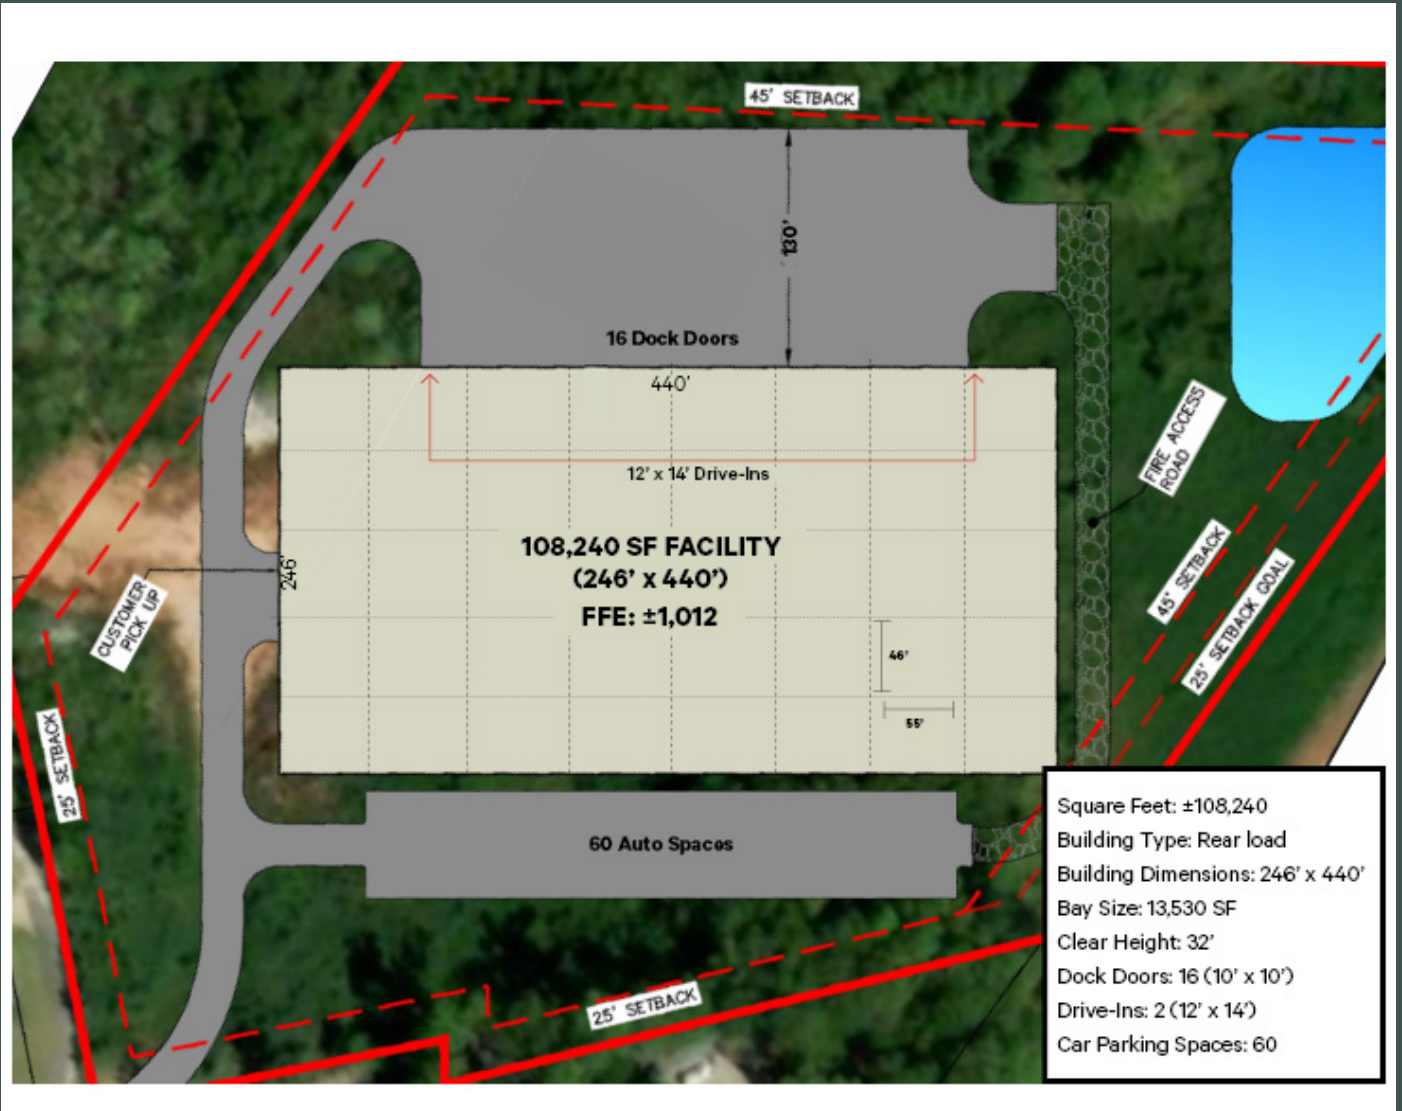 45' SETBACK
130'
16 Dock Doors
440'
12' x 14' Drive-Ins
FIRE ACCESS
ROAD
108,240 SF FACILITY
(246' x 440')
FFE: ±1,012
246'
CUSTOMER
PICK UP
45' SETBACK
25' SETBACK GOAL
46'
55'
25' SETBACK
60 Auto Spaces
25' SETBACK
Square Feet: ±108,240
Building Type: Rear load
Building Dimensions: 246' x 440'
Bay Size: 13,530 SF
Clear Height: 32'
Dock Doors: 16 (10' x 10')
Drive-Ins: 2 (12' x 14')
Car Parking Spaces: 60